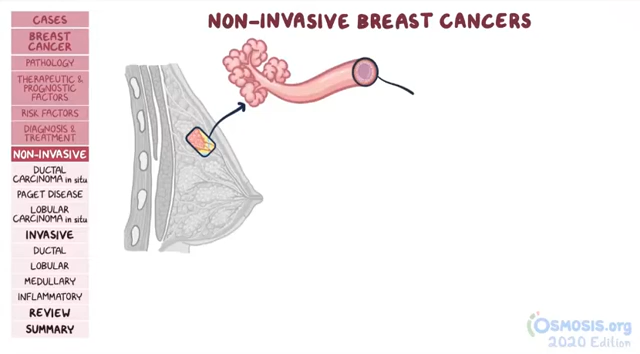 NON-INVASIVE BREAST CANCERS
CASES
BREAST
CANCER
PATHOLOGY
THERAPEUTIC &
PROGNOSTIC
FACTORS
RISK FACTORS
DIAGNOSIS &
TREATMENT
NON-INVASIVE
DUCTAL
CARCINOMA in situ
PAGET DISEASE
LOBULAR
CARCINOMA in situ
INVASIVE
DUCTAL
LOBULAR
MEDULLARY
INFLAMMATORY
REVIEW
SUMMARY
OSMOSIS.org
2020 Edition